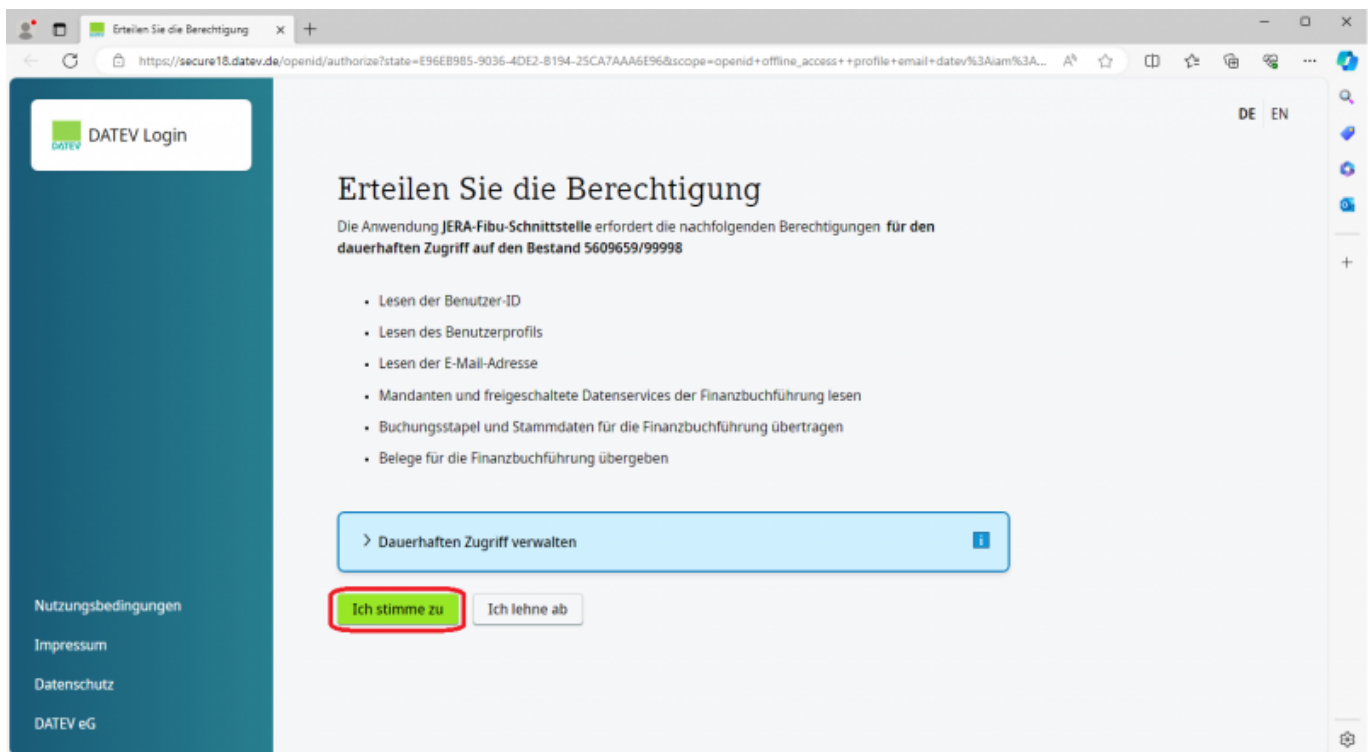 Erteilen Sie die Berechtigung
https://secure18.datev.de/openid/authorize?state=E96EB985-9036-4DE2-B194-25CA7AAA6E96&scope=openid+offline_access++profile+email+datev%3Aiam%3A...
DATEV
DATEV Login
DE EN
Erteilen Sie die Berechtigung
Die Anwendung JERA-Fibu-Schnittstelle erfordert die nachfolgenden Berechtigungen für den
dauerhaften Zugriff auf den Bestand 5609659/99998
• Lesen der Benutzer-ID
• Lesen des Benutzerprofils
• Lesen der E-Mail-Adresse
• Mandanten und freigeschaltete Datenservices der Finanzbuchführung lesen
• Buchungsstapel und Stammdaten für die Finanzbuchführung übertragen
• Belege für die Finanzbuchführung übergeben
Dauerhaften Zugriff verwalten
Ich stimme zu Ich lehne ab
Nutzungsbedingungen
Impressum
Datenschutz
DATEV eG